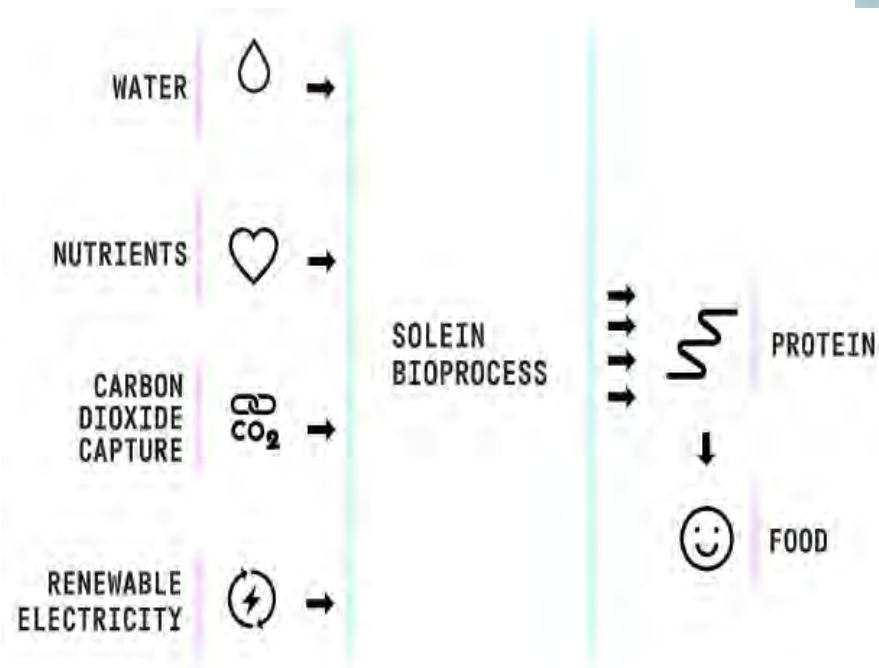 WATER
NUTRIENTS
CARBON
DIOXIDE
CAPTURE
CO₂
RENEWABLE
ELECTRICITY
SOLEIN
BIOPROCESS
PROTEIN
FOOD